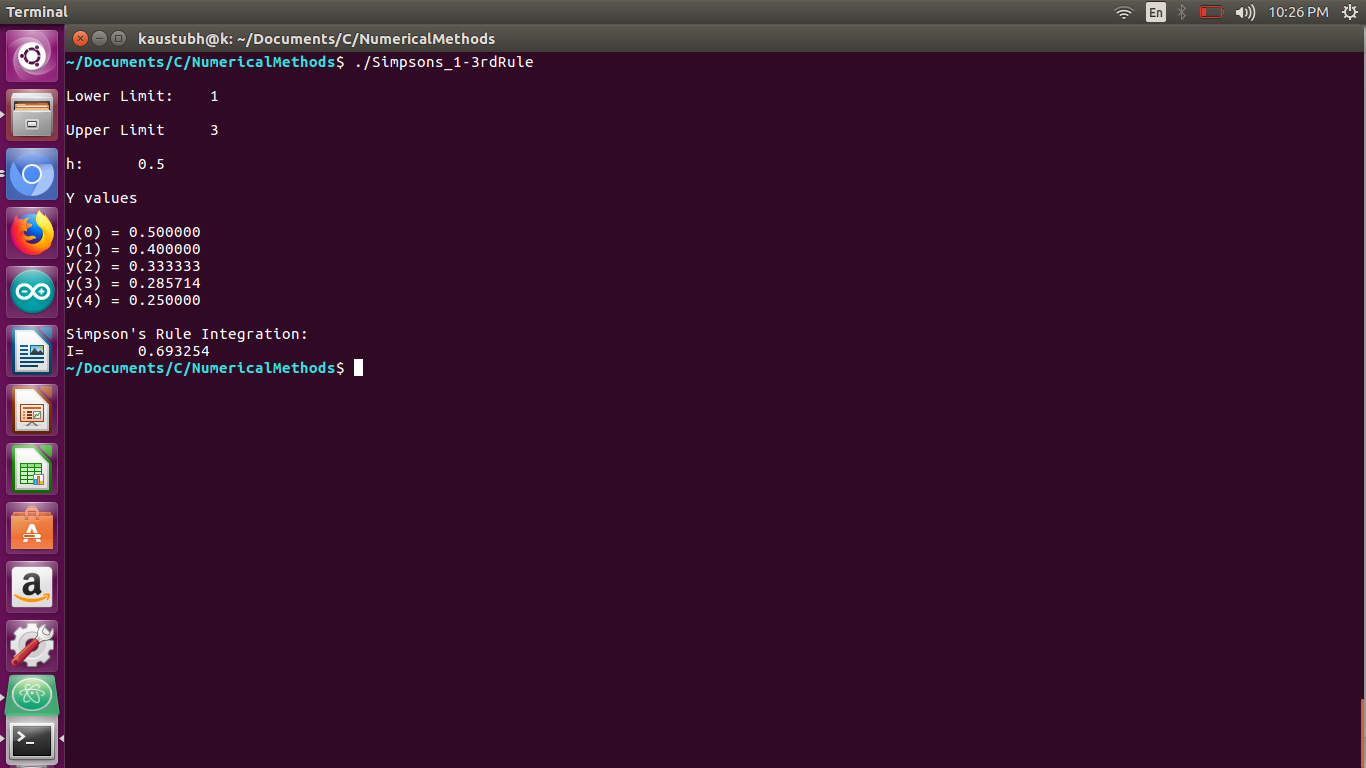 Terminal
En
10:26 PM
kaustubh@k: ~/Documents/C/NumericalMethods
~/Documents/C/NumericalMethods$ ./Simpsons_1-3rdRule
Lower Limit:    1
Upper Limit     3
h:      0.5
Y values
y(0) = 0.500000
y(1) = 0.400000
y(2) = 0.333333
y(3) = 0.285714
y(4) = 0.250000
Simpson's Rule Integration:
I=      0.693254
~/Documents/C/NumericalMethods$